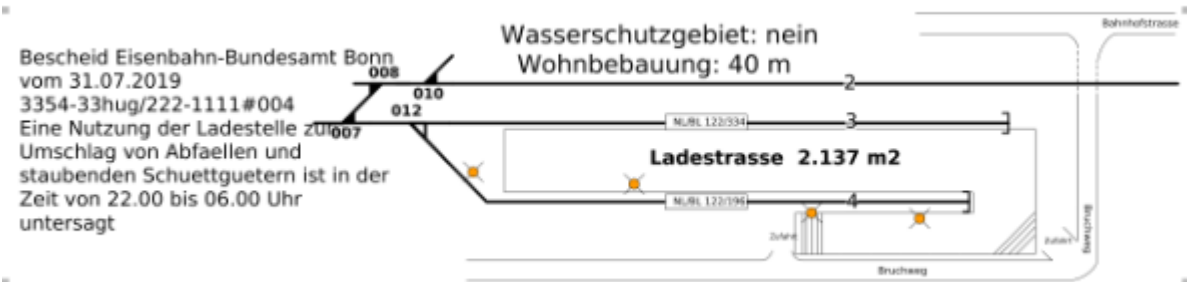 Bescheid Eisenbahn-Bundesamt Bonn
vom 31.07.2019
3354-33hug/222-1111#004
Eine Nutzung der Ladestelle zum
Umschlag von Abfaellen und
staubenden Schuettguetern ist in der
Zeit von 22.00 bis 06.00 Uhr
untersagt
Wasserschutzgebiet: nein
Wohnbebauung: 40 m
Bahnhofstrasse
008
010
2
012
007
NL/BL 122/334
3
Ladestrasse 2.137 m2
NL/BL 122/196
4
Zufahrt
Zufahrt
Bruchweg
Bruchweg